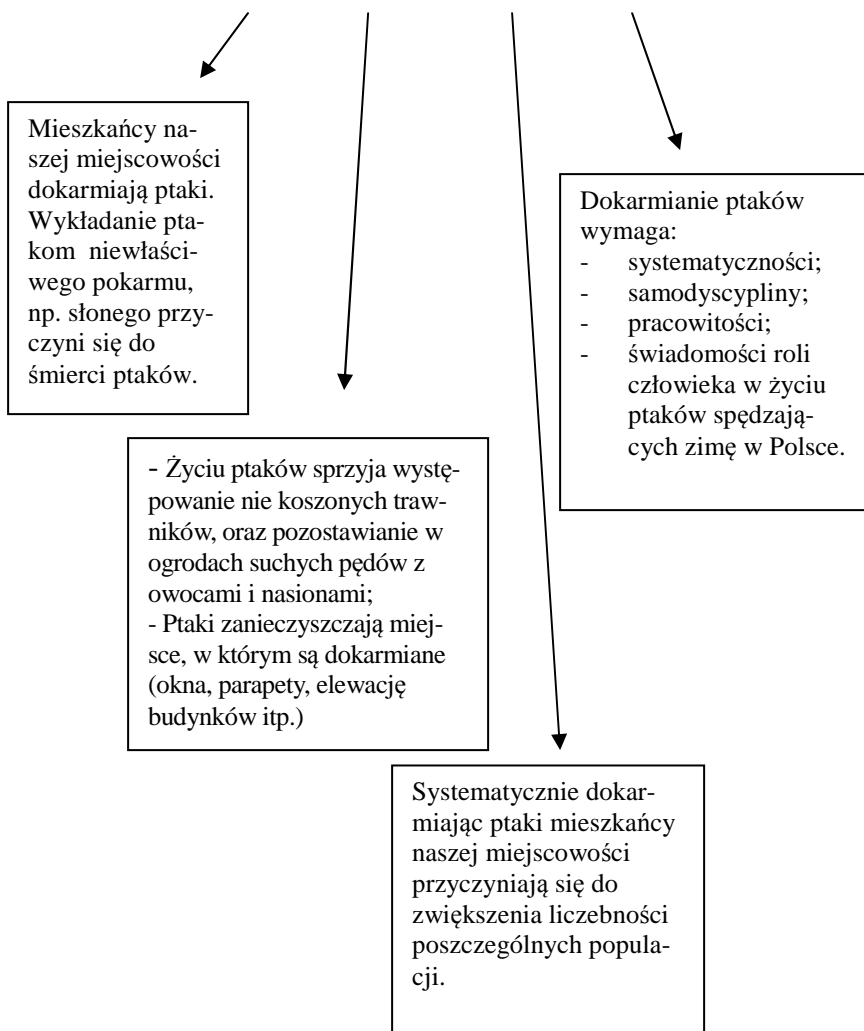 Mieszkańcy na-
szej miejscowości
dokarmiają ptaki.
Wykładanie pta-
kom niewłaści-
wego pokarmu,
np. słonego przy-
czyni się do
śmierci ptaków.
- Życiu ptaków sprzyja wystę-
powanie nie koszonych traw-
ników, oraz pozostawianie w
ogrodach suchych pędów z
owocami i nasionami;
- Ptaki zanieczyszczają miej-
sce, w którym są dokarmiane
(okna, parapety, elewację
budynków itp.)
Systematycznie dokar-
miając ptaki mieszkańcy
naszej miejscowości
przyczyniają się do
zwiększenia liczebności
poszczególnych popula-
cji.
Dokarmianie ptaków
wymaga:
- systematyczności;
- samodyscypliny;
- pracowitości;
- świadomości roli
człowieka w życiu
ptaków spędzają-
cych zimę w Polsce.